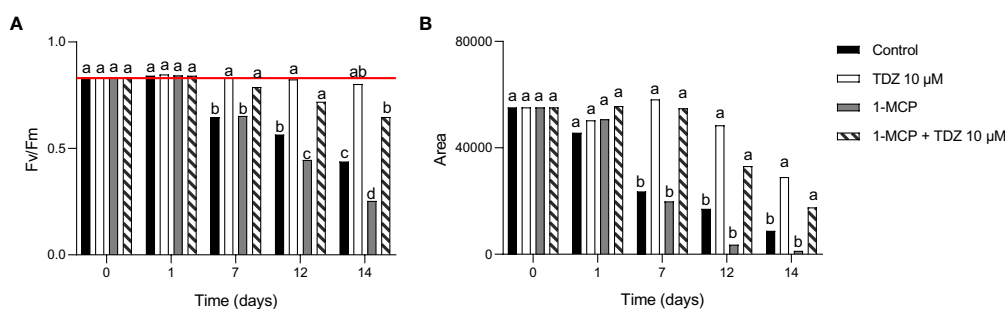 A
Fv/Fm
1.0
0.5
0.0
a a a a
a a a a
b a b a
b a c a
c ab d b
0 1 7 12 14
Time (days)
B
Area
80000
40000
0
a a a a
a a a a
b a b a
b a b a
b a b a
0 1 7 12 14
Time (days)
Control
TDZ 10 µM
1-MCP
1-MCP + TDZ 10 µM